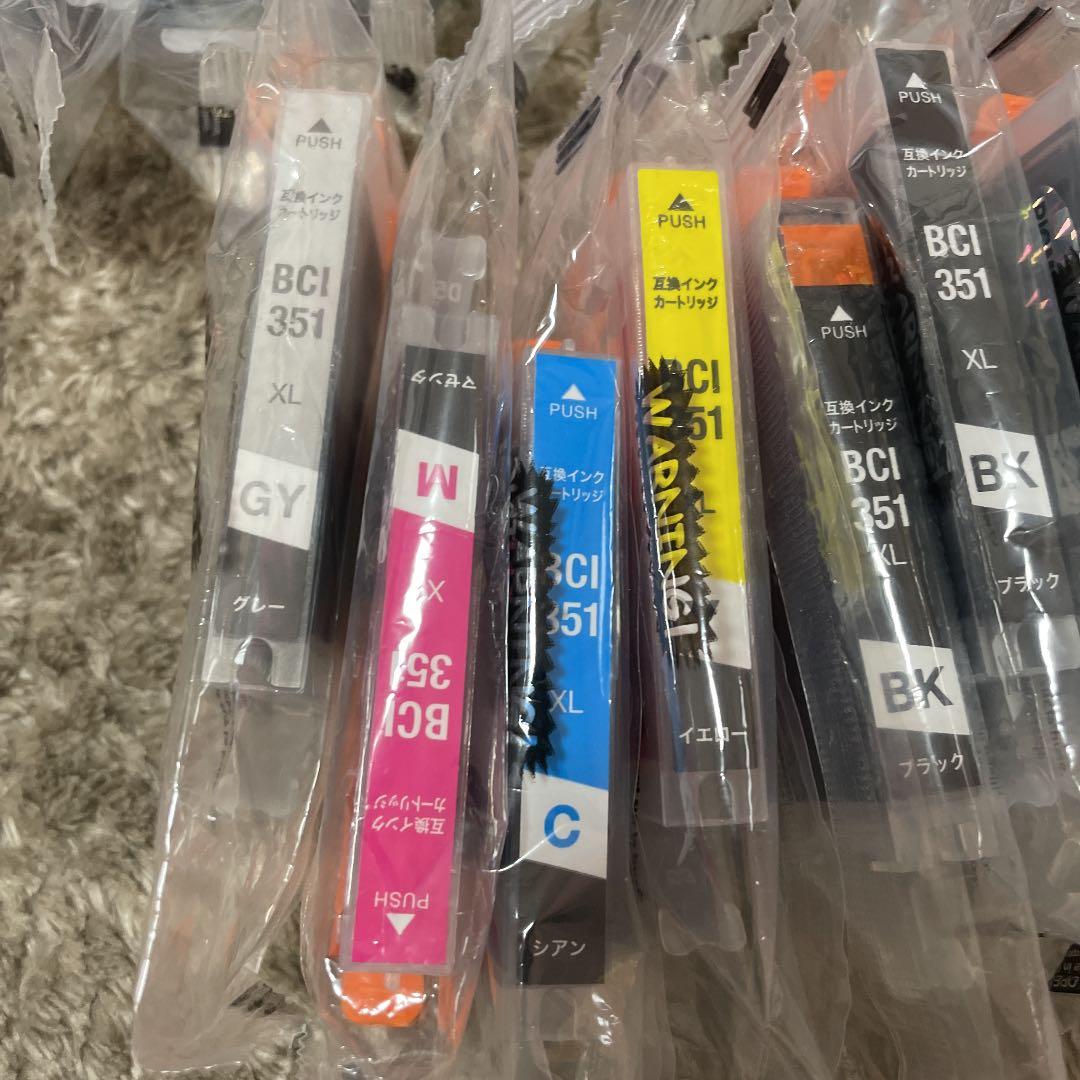 PUSH
互換インク
カートリッジ
BCI
351
XL
GY
グレー
マゼンタ
M
XL
351
BCI
互換インク
カートリッジ
PUSH
PUSH
互換インク
カートリッジ
BCI
351
XL
C
シアン
PUSH
互換インク
カートリッジ
BCI
351
WARNING!
イエロー
PUSH
互換インク
カートリッジ
BCI
351
XL
BK
ブラック
PUSH
互換インク
カートリッジ
BCI
351
XL
BK
ブラック